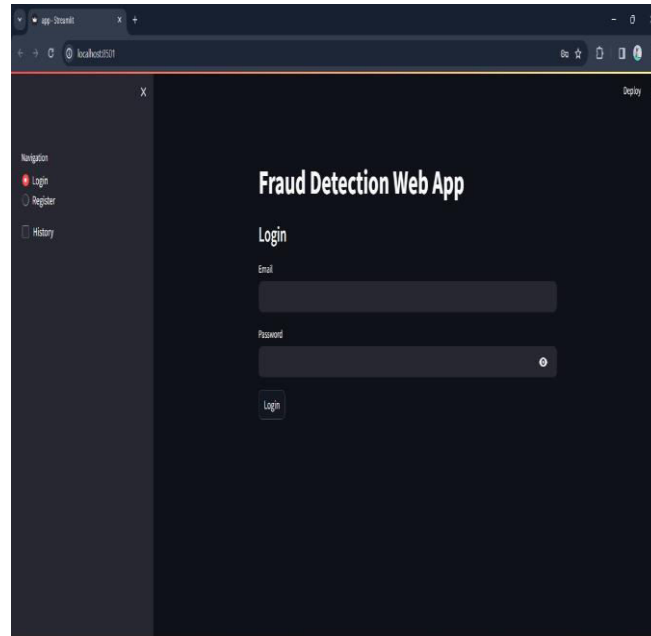 app · Streamlit
localhost:8501
Deploy
Navigation
Login
Register
History
Fraud Detection Web App
Login
Email
Password
Login